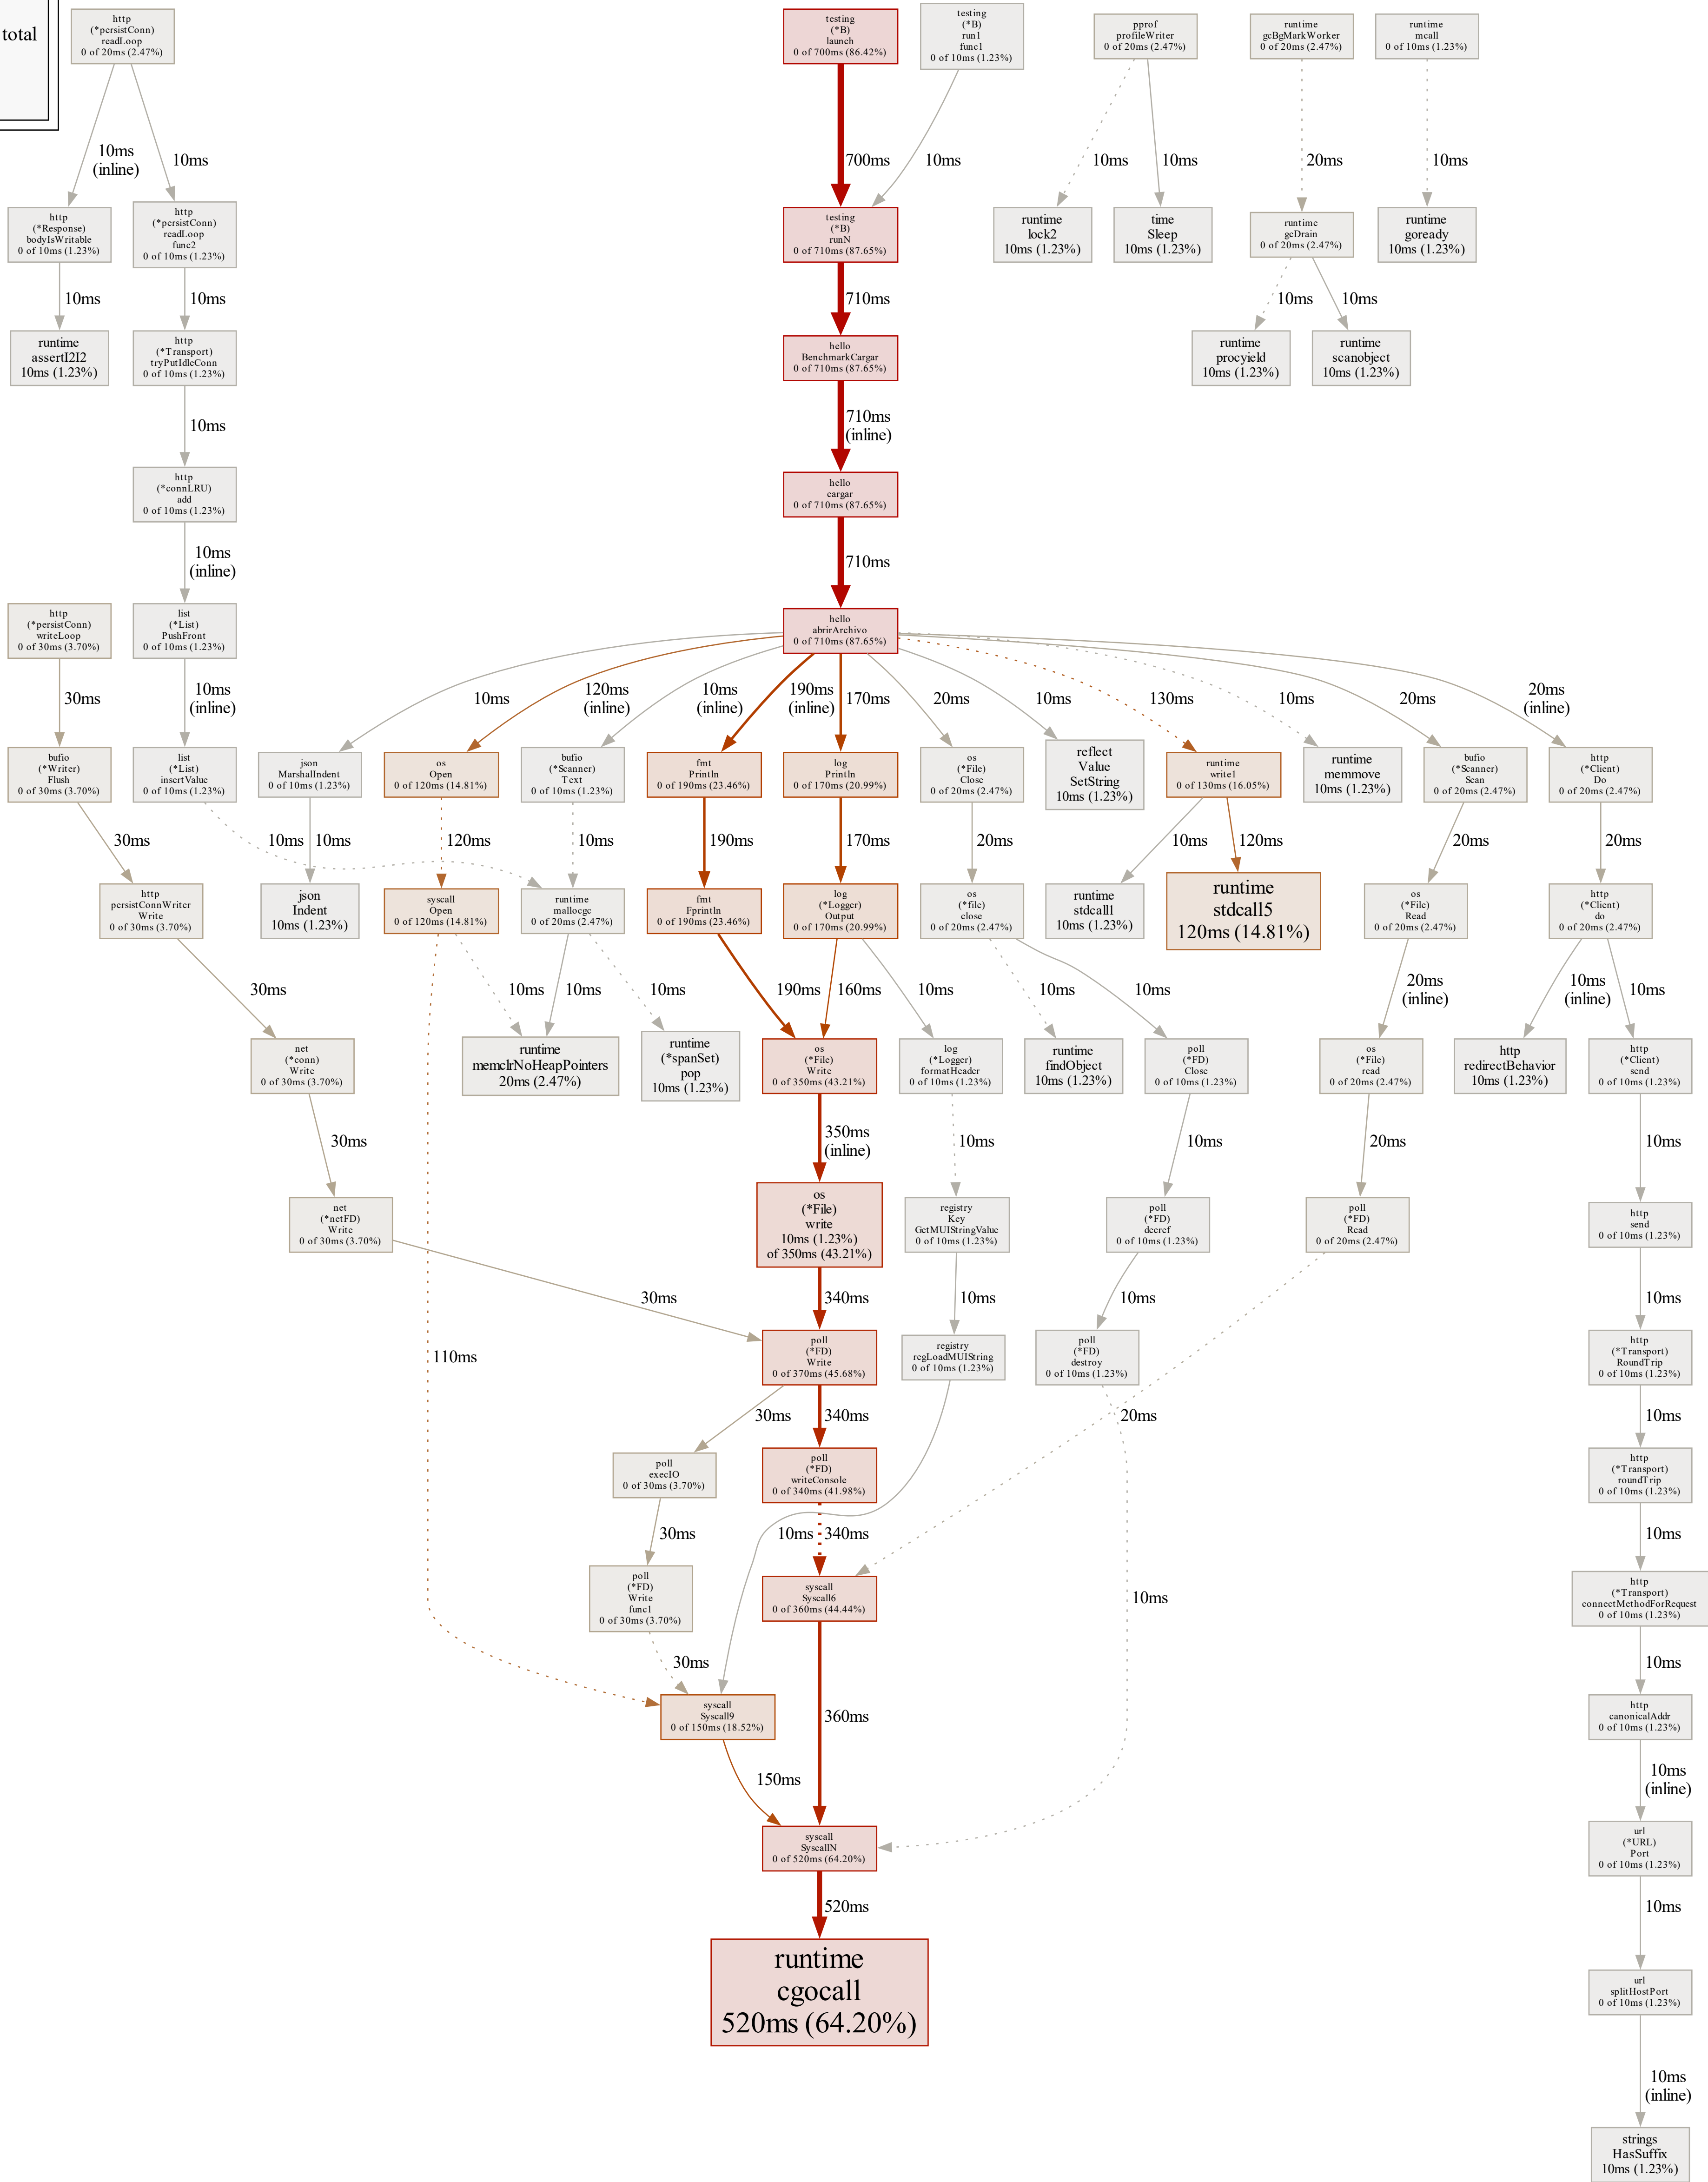 total
http
(*persistConn)
readLoop
0 of 20ms (2.47%)
testing
(*B)
launch
0 of 700ms (86.42%)
testing
(*B)
run1
func1
0 of 10ms (1.23%)
pprof
profileWriter
0 of 20ms (2.47%)
runtime
gcBgMarkWorker
0 of 20ms (2.47%)
runtime
mcall
0 of 10ms (1.23%)
10ms
(inline)
10ms
700ms
10ms
10ms
10ms
20ms
10ms
http
(*Response)
bodyIsWritable
0 of 10ms (1.23%)
http
(*persistConn)
readLoop
func2
0 of 10ms (1.23%)
testing
(*B)
runN
0 of 710ms (87.65%)
runtime
lock2
10ms (1.23%)
time
Sleep
10ms (1.23%)
runtime
gcDrain
0 of 20ms (2.47%)
runtime
goready
10ms (1.23%)
10ms
10ms
710ms
10ms
10ms
runtime
assertI2I2
10ms (1.23%)
http
(*Transport)
tryPutIdleConn
0 of 10ms (1.23%)
hello
BenchmarkCargar
0 of 710ms (87.65%)
runtime
procyield
10ms (1.23%)
runtime
scanobject
10ms (1.23%)
10ms
710ms
(inline)
http
(*connLRU)
add
0 of 10ms (1.23%)
hello
cargar
0 of 710ms (87.65%)
10ms
(inline)
710ms
http
(*persistConn)
writeLoop
0 of 30ms (3.70%)
list
(*List)
PushFront
0 of 10ms (1.23%)
hello
abrirArchivo
0 of 710ms (87.65%)
30ms
10ms
(inline)
10ms
120ms
(inline)
10ms
(inline)
190ms
(inline)
170ms
20ms
10ms
130ms
10ms
20ms
20ms
(inline)
bufio
(*Writer)
Flush
0 of 30ms (3.70%)
list
(*List)
insertValue
0 of 10ms (1.23%)
json
MarshalIndent
0 of 10ms (1.23%)
os
Open
0 of 120ms (14.81%)
bufio
(*Scanner)
Text
0 of 10ms (1.23%)
fmt
Println
0 of 190ms (23.46%)
log
Println
0 of 170ms (20.99%)
os
(*File)
Close
0 of 20ms (2.47%)
reflect
Value
SetString
10ms (1.23%)
runtime
write1
0 of 130ms (16.05%)
runtime
memmove
10ms (1.23%)
bufio
(*Scanner)
Scan
0 of 20ms (2.47%)
http
(*Client)
Do
0 of 20ms (2.47%)
30ms
10ms
10ms
120ms
10ms
190ms
170ms
20ms
10ms
120ms
20ms
20ms
http
persistConnWriter
Write
0 of 30ms (3.70%)
json
Indent
10ms (1.23%)
syscall
Open
0 of 120ms (14.81%)
runtime
mallocgc
0 of 20ms (2.47%)
fmt
Fprintln
0 of 190ms (23.46%)
log
(*Logger)
Output
0 of 170ms (20.99%)
os
(*file)
close
0 of 20ms (2.47%)
runtime
stdcall1
10ms (1.23%)
runtime
stdcall5
120ms (14.81%)
os
(*File)
Read
0 of 20ms (2.47%)
http
(*Client)
do
0 of 20ms (2.47%)
30ms
10ms
10ms
10ms
190ms
160ms
10ms
10ms
10ms
20ms
(inline)
10ms
(inline)
10ms
net
(*conn)
Write
0 of 30ms (3.70%)
runtime
memclrNoHeapPointers
20ms (2.47%)
runtime
(*spanSet)
pop
10ms (1.23%)
os
(*File)
Write
0 of 350ms (43.21%)
log
(*Logger)
formatHeader
0 of 10ms (1.23%)
runtime
findObject
10ms (1.23%)
poll
(*FD)
Close
0 of 10ms (1.23%)
os
(*File)
read
0 of 20ms (2.47%)
http
redirectBehavior
10ms (1.23%)
http
(*Client)
send
0 of 10ms (1.23%)
30ms
350ms
(inline)
10ms
10ms
20ms
10ms
net
(*netFD)
Write
0 of 30ms (3.70%)
os
(*File)
write
10ms (1.23%)
of 350ms (43.21%)
registry
Key
GetMUIStringValue
0 of 10ms (1.23%)
poll
(*FD)
decref
0 of 10ms (1.23%)
poll
(*FD)
Read
0 of 20ms (2.47%)
http
send
0 of 10ms (1.23%)
30ms
340ms
10ms
10ms
10ms
110ms
poll
(*FD)
Write
0 of 370ms (45.68%)
registry
regLoadMUIString
0 of 10ms (1.23%)
poll
(*FD)
destroy
0 of 10ms (1.23%)
http
(*Transport)
RoundTrip
0 of 10ms (1.23%)
30ms
340ms
20ms
10ms
poll
execIO
0 of 30ms (3.70%)
poll
(*FD)
writeConsole
0 of 340ms (41.98%)
http
(*Transport)
roundTrip
0 of 10ms (1.23%)
30ms
10ms
340ms
10ms
poll
(*FD)
Write
func1
0 of 30ms (3.70%)
syscall
Syscall6
0 of 360ms (44.44%)
10ms
http
(*Transport)
connectMethodForRequest
0 of 10ms (1.23%)
30ms
10ms
syscall
Syscall9
0 of 150ms (18.52%)
360ms
http
canonicalAddr
0 of 10ms (1.23%)
150ms
10ms
(inline)
syscall
SyscallN
0 of 520ms (64.20%)
url
(*URL)
Port
0 of 10ms (1.23%)
520ms
10ms
runtime
cgocall
520ms (64.20%)
url
splitHostPort
0 of 10ms (1.23%)
10ms
(inline)
strings
HasSuffix
10ms (1.23%)